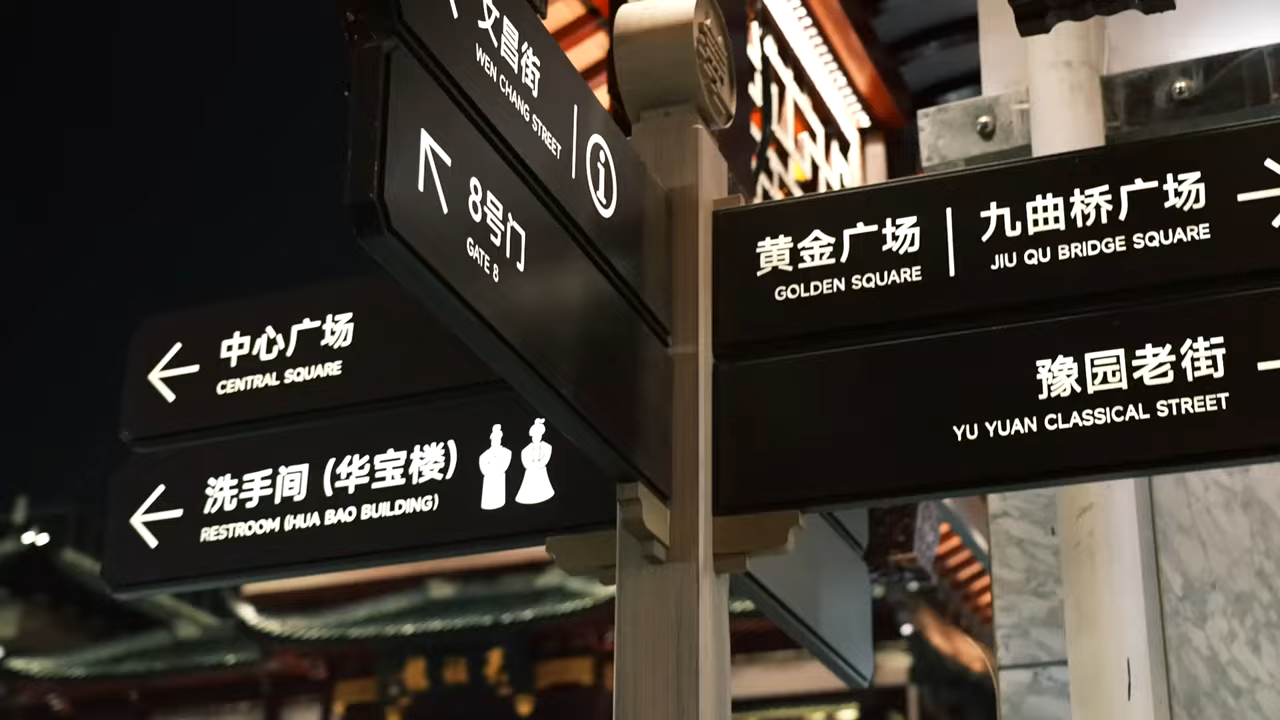 文昌街
WEN CHANG STREET
8号门
GATE 8
中心广场
CENTRAL SQUARE
洗手间 (华宝楼)
RESTROOM (HUA BAO BUILDING)
黄金广场
GOLDEN SQUARE
九曲桥广场
JIU QU BRIDGE SQUARE
豫园老街
YU YUAN CLASSICAL STREET